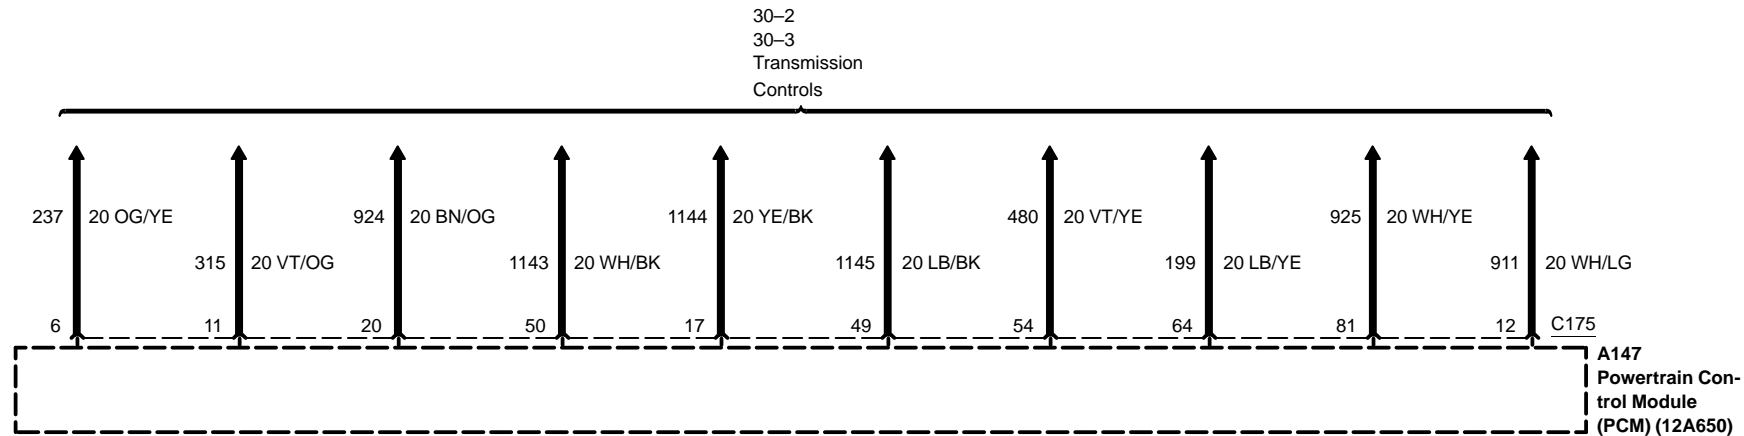 30–2
30–3
Transmission
Controls
237 20 OG/YE 924 20 BN/OG 1144 20 YE/BK 480 20 VT/YE 925 20 WH/YE
315 20 VT/OG 1143 20 WH/BK 1145 20 LB/BK 199 20 LB/YE 911 20 WH/LG
6 11 20 50 17 49 54 64 81 12 C175
A147
Powertrain Con-
trol Module
(PCM) (12A650)